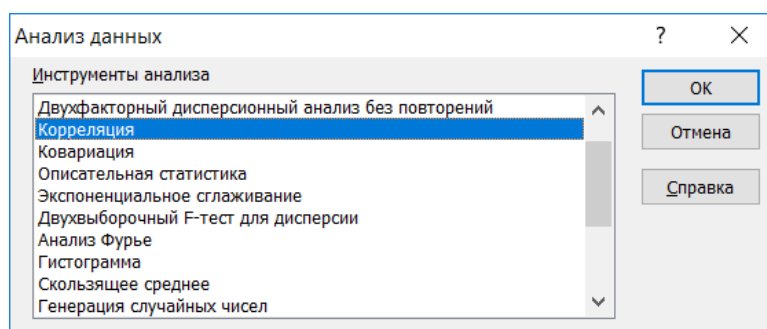 Анализ данных
?
Инструменты анализа
Двухфакторный дисперсионный анализ без повторений
Корреляция
Ковариация
Описательная статистика
Экспоненциальное сглаживание
Двухвыборочный F-тест для дисперсии
Анализ Фурье
Гистограмма
Скользящее среднее
Генерация случайных чисел
ОК
Отмена
Справка